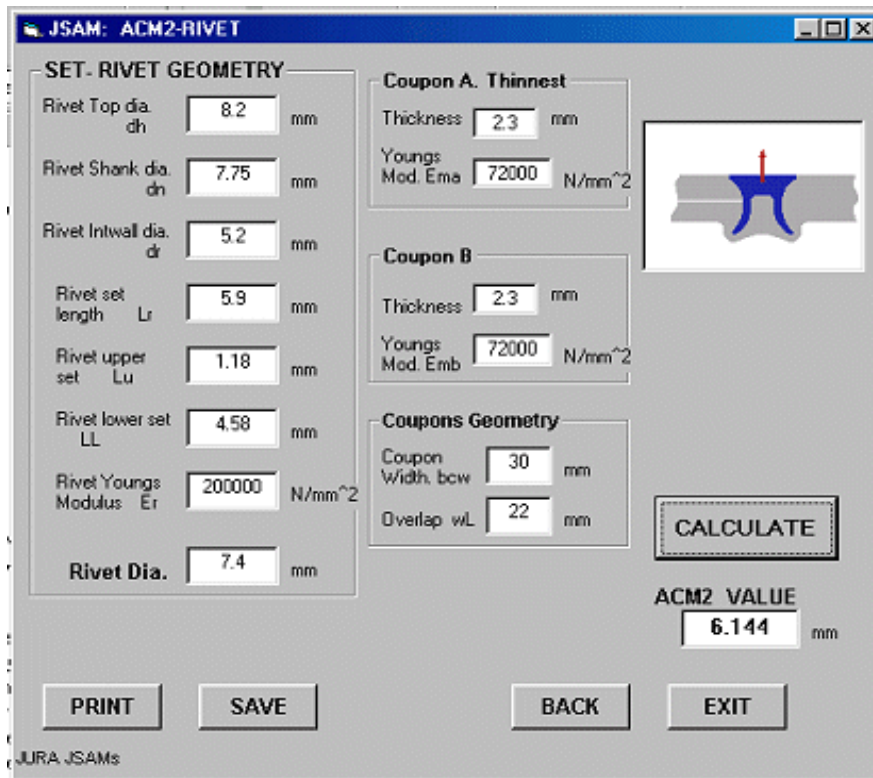 JSAM: ACM2-RIVET
SET- RIVET GEOMETRY
Rivet Top dia.
dh
8.2
mm
Rivet Shank dia.
dn
7.75
mm
Rivet Intwall dia.
dr
5.2
mm
Rivet set
length Lr
5.9
mm
Rivet upper
set Lu
1.18
mm
Rivet lower set
LL
4.58
mm
Rivet Youngs
Modulus Er
200000
N/mm^2
Rivet Dia.
7.4
mm
Coupon A. Thinnest
Thickness
2.3
mm
Youngs
Mod. Ema
72000
N/mm^2
Coupon B
Thickness
2.3
mm
Youngs
Mod. Emb
72000
N/mm^2
Coupons Geometry
Coupon
Width. bcw
30
mm
Overlap wL
22
mm
CALCULATE
ACM2 VALUE
6.144
mm
PRINT
SAVE
BACK
EXIT
JURA JSAMs